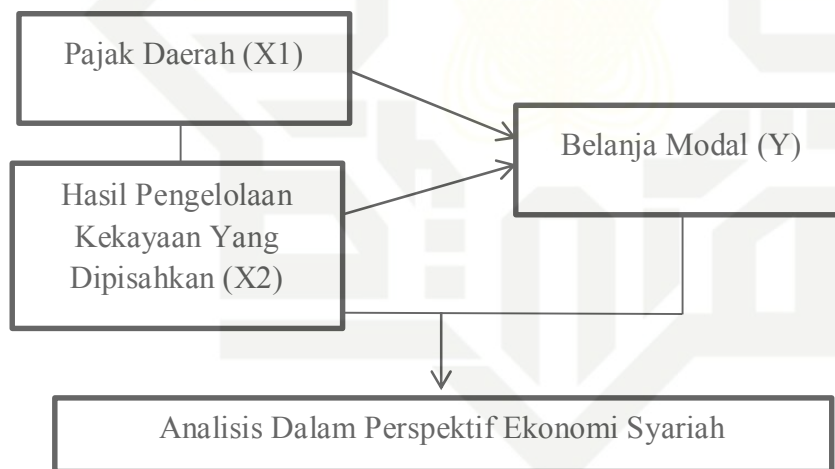 Pajak Daerah (X1)
Belanja Modal (Y)
Hasil Pengelolaan
Kekayaan Yang
Dipisahkan (X2)
Analisis Dalam Perspektif Ekonomi Syariah